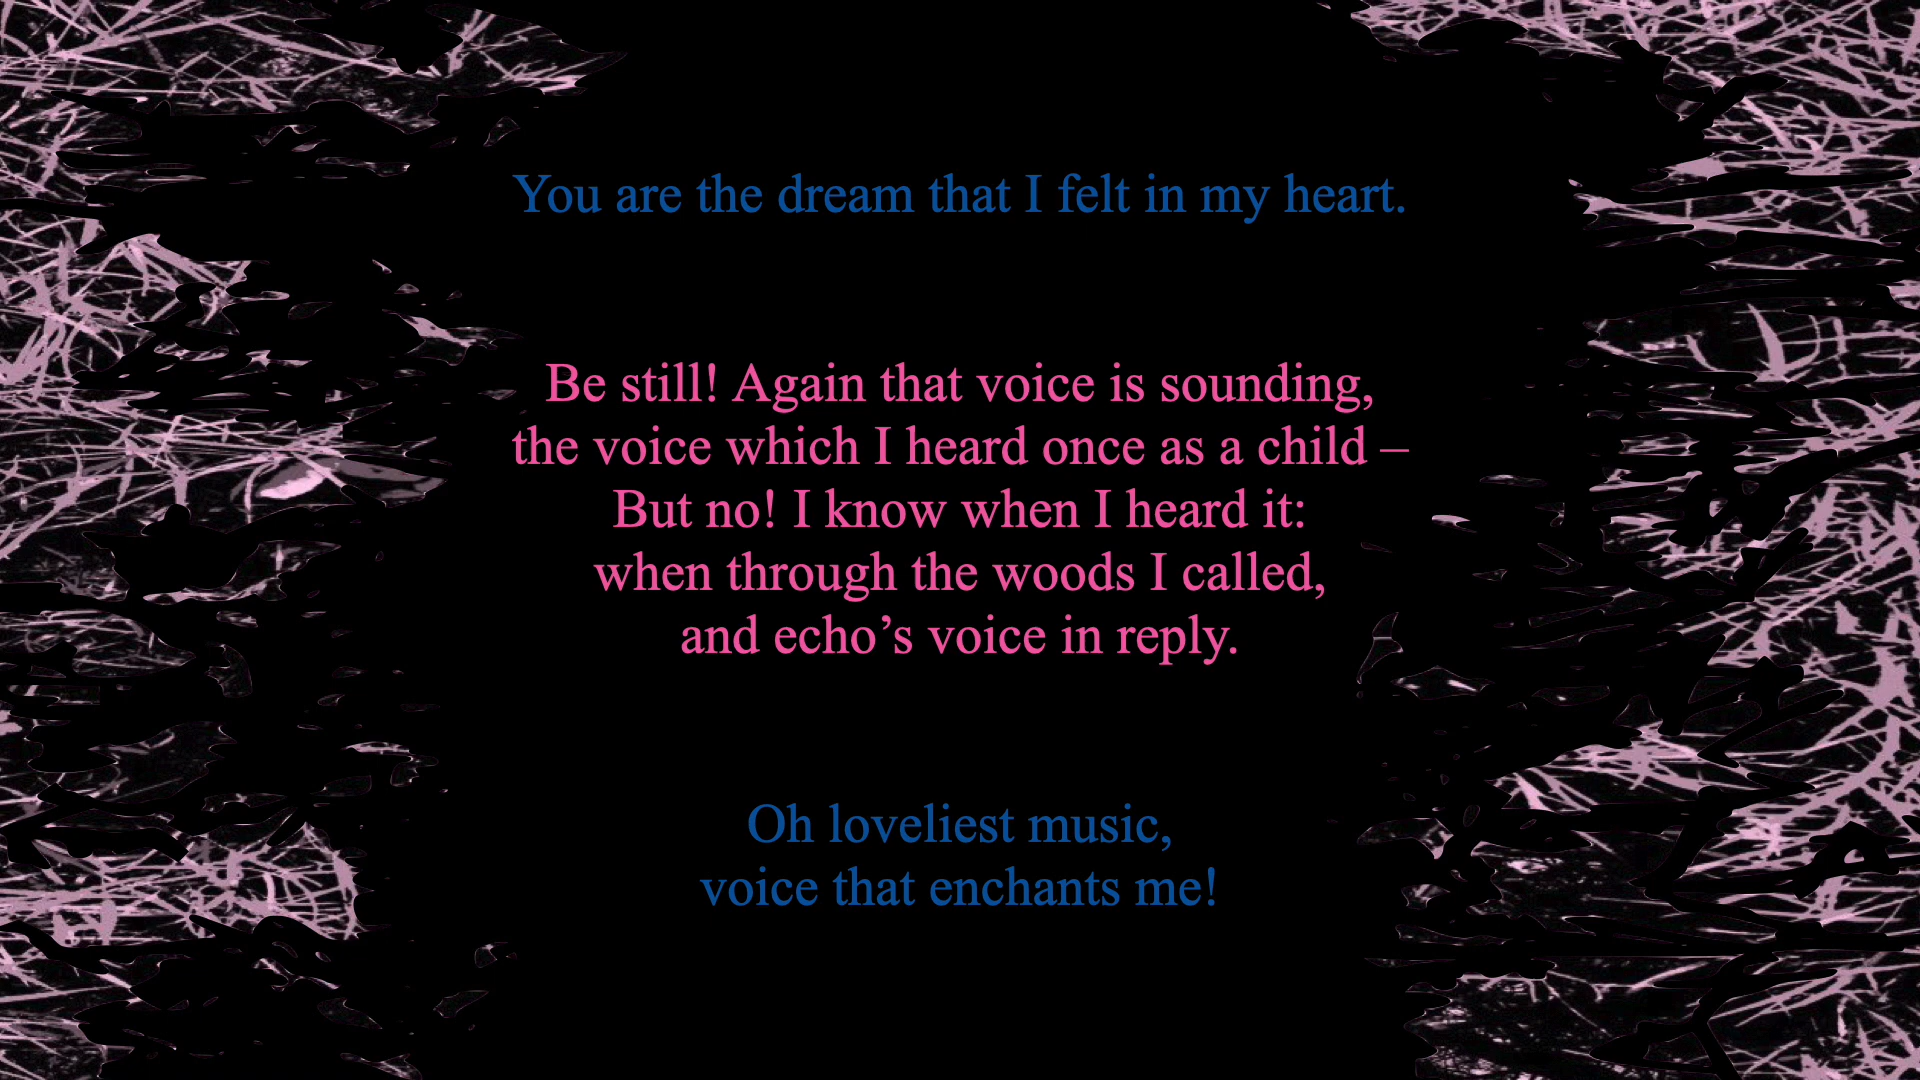 You are the dream that I felt in my heart.
Be still! Again that voice is sounding,
the voice which I heard once as a child –
But no! I know when I heard it:
when through the woods I called,
and echo’s voice in reply.
Oh loveliest music,
voice that enchants me!